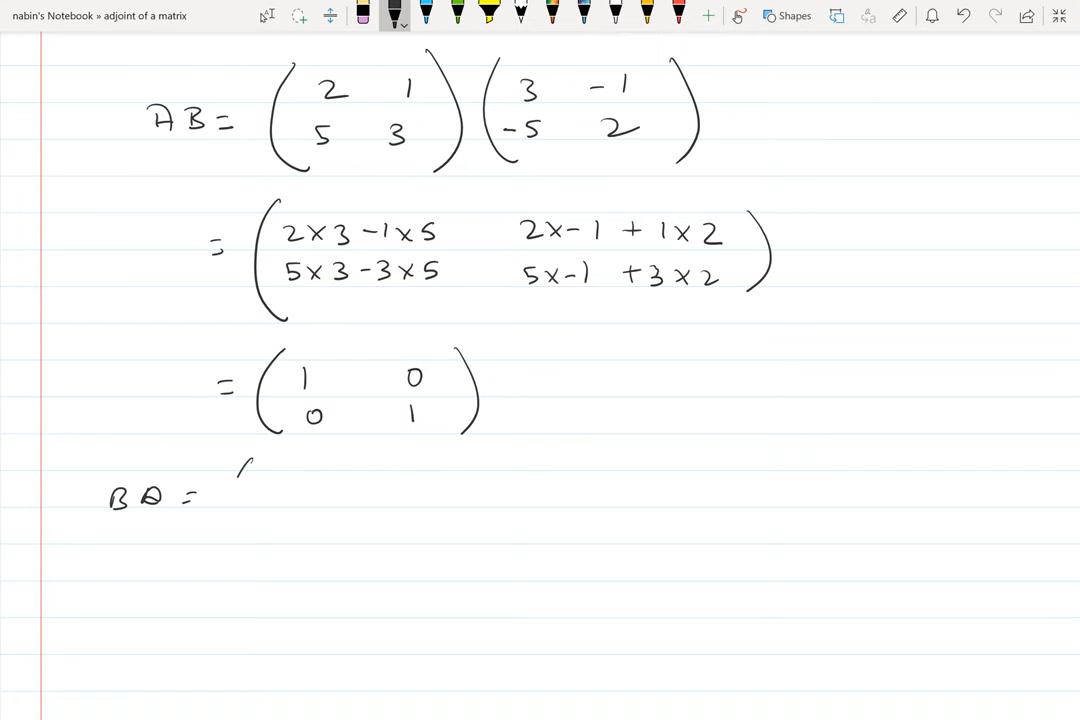 nabin's Notebook » adjoint of a matrix
Shapes
AB = ( 2 1 ) ( 3 -1 )
5 3 -5 2
= ( 2×3 -1×5 2×-1 + 1×2 )
5×3 -3×5 5×-1 +3×2
= ( 1 0 )
0 1
BA = (